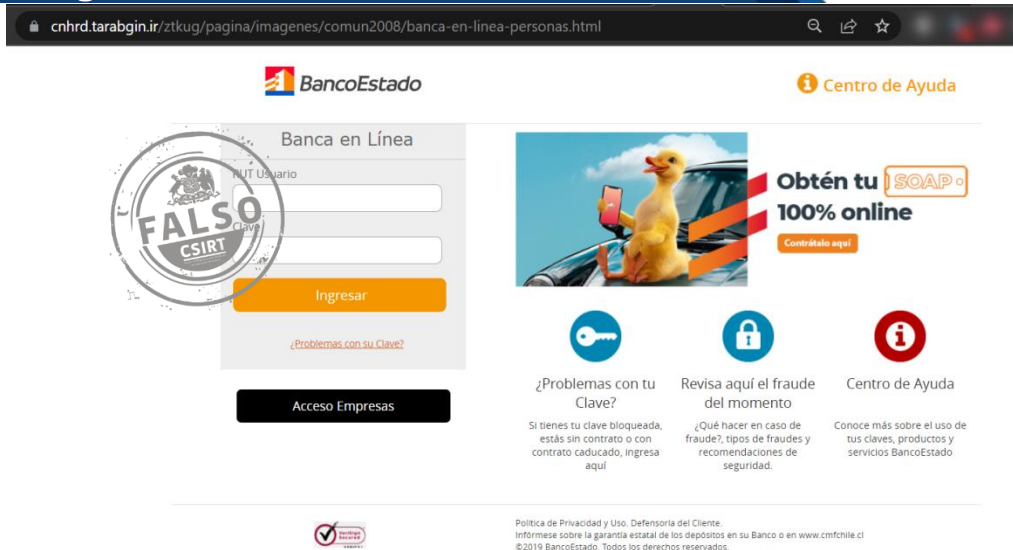 cnhrd.tarabgin.ir/ztkug/pagina/imagenes/comun2008/banca-en-linea-personas.html
BancoEstado
Centro de Ayuda
Banca en Línea
RUT Usuario
FALSO
CSIRT
Clave
Ingresar
¿Problemas con su Clave?
Acceso Empresas
Obtén tu SOAP
100% online
Contrátalo aquí
¿Problemas con tu
Clave?
Si tienes tu clave bloqueada,
estás sin contrato o con
contrato caducado, ingresa
aquí
Revisa aquí el fraude
del momento
¿Qué hacer en caso de
fraude?, tipos de fraudes y
recomendaciones de
seguridad.
Centro de Ayuda
Conoce más sobre el uso de
tus claves, productos y
servicios BancoEstado
Política de Privacidad y Uso. Defensoría del Cliente.
Infórmese sobre la garantía estatal de los depósitos en su Banco o en www.cmfchile.cl
©2019 BancoEstado. Todos los derechos reservados.